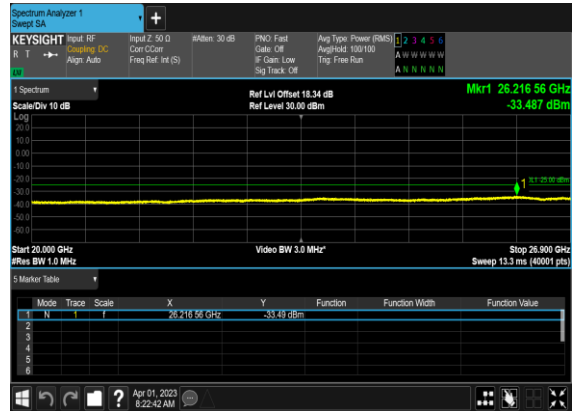 Spectrum Analyzer 1
Swept SA
+
KEYSIGHT Input: RF Input Z: 50 Ω #Atten: 30 dB PNO: Fast Avg Type: Power (RMS) 1 2 3 4 5 6
R T Coupling: DC Corr CCorr Gate: Off Avg|Hold: 100/100 A W W W W W
Align: Auto Freq Ref: Int (S) IF Gain: Low Trig: Free Run
Sig Track: Off A N N N N N
1 Spectrum Ref Lvl Offset 18.34 dB Mkr1 26.216 56 GHz
Scale/Div 10 dB Ref Level 30.00 dBm -33.487 dBm
Log
20.0
10.0
0.00
-10.0
-20.0
1 DL1 -25.00 dBm
-30.0
-40.0
-50.0
-60.0
Start 20.000 GHz Video BW 3.0 MHz* Stop 26.900 GHz
#Res BW 1.0 MHz Sweep 13.3 ms (40001 pts)
5 Marker Table
Mode Trace Scale X Y Function Function Width Function Value
1 N 1 f 26.216 56 GHz -33.49 dBm
2
3
4
5
6
? Apr 01, 2023
8:22:42 AM